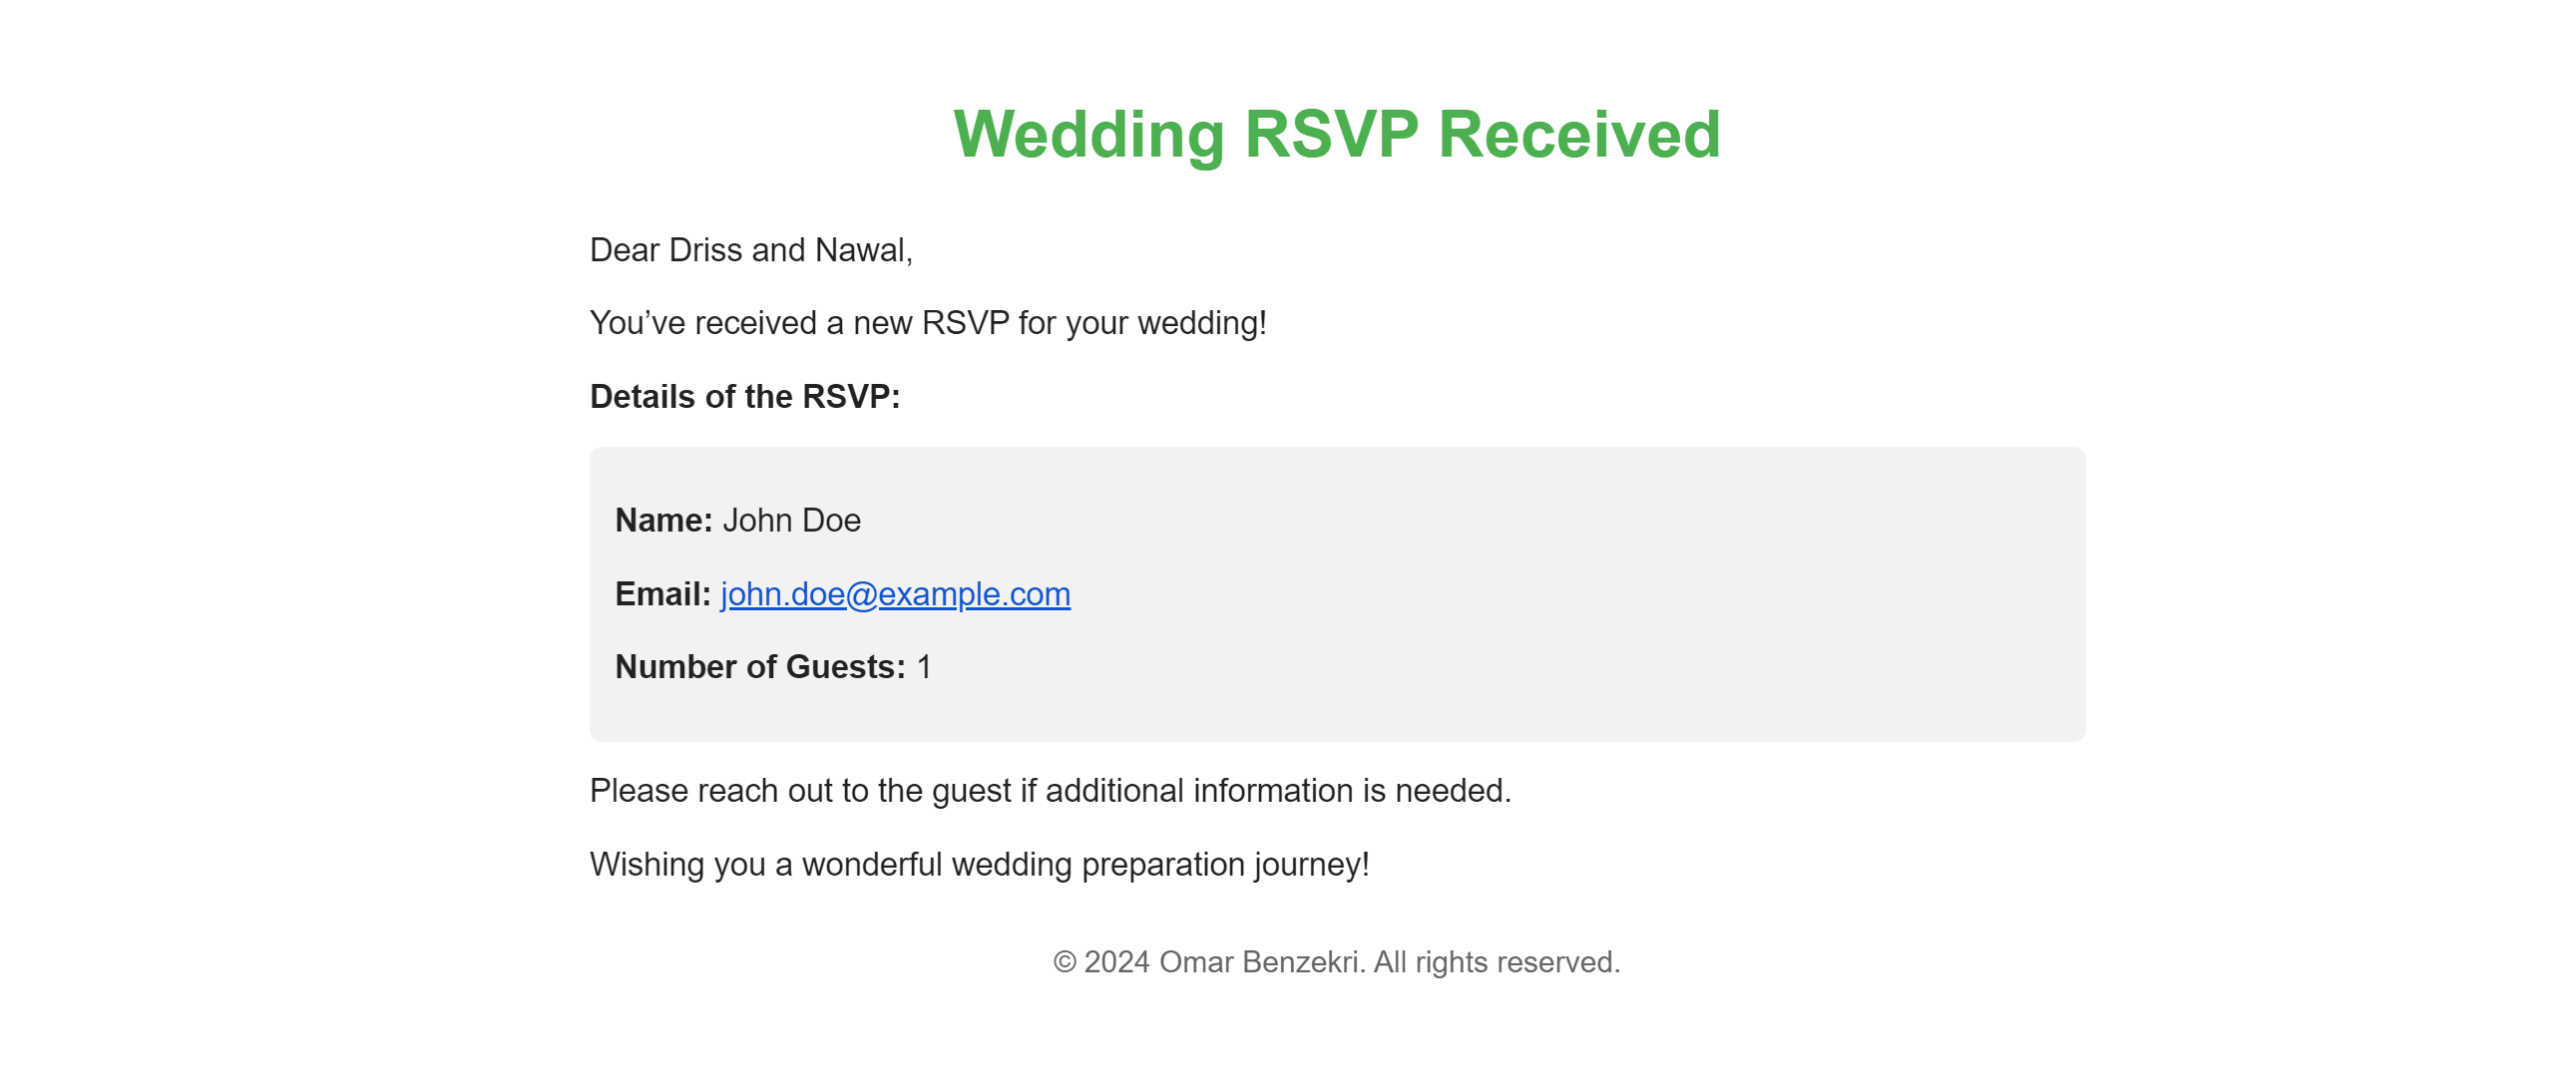 Wedding RSVP Received
Dear Driss and Nawal,
You’ve received a new RSVP for your wedding!
Details of the RSVP:
Name: John Doe
Email: john.doe@example.com
Number of Guests: 1
Please reach out to the guest if additional information is needed.
Wishing you a wonderful wedding preparation journey!
© 2024 Omar Benzekri. All rights reserved.